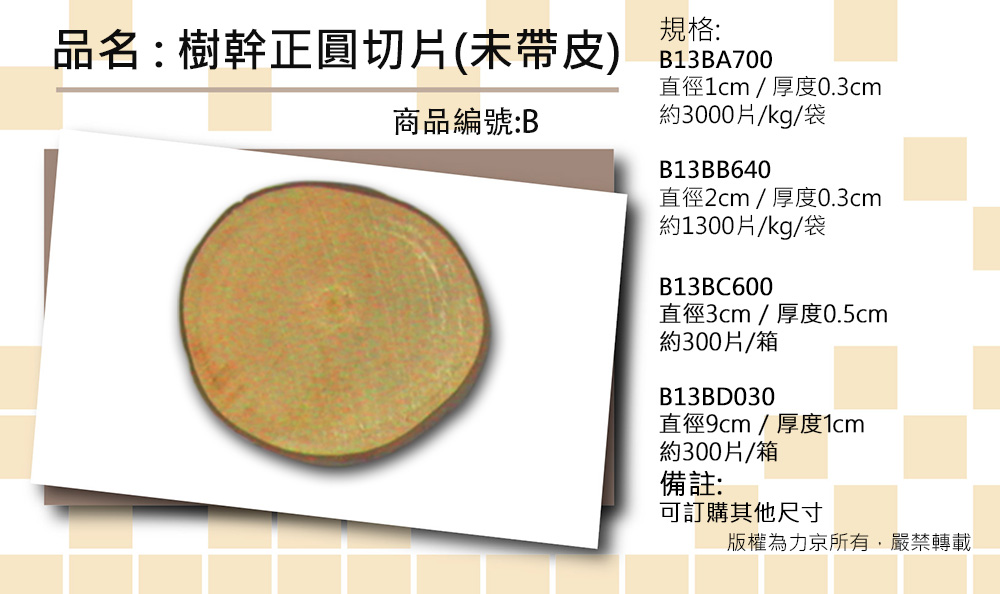 品名 : 樹幹正圓切片(未帶皮)
商品編號:B
規格:
B13BA700
直徑1cm / 厚度0.3cm
約3000片/kg/袋
B13BB640
直徑2cm / 厚度0.3cm
約1300片/kg/袋
B13BC600
直徑3cm / 厚度0.5cm
約300片/箱
B13BD030
直徑9cm / 厚度1cm
約300片/箱
備註:
可訂購其他尺寸
版權為力京所有，嚴禁轉載